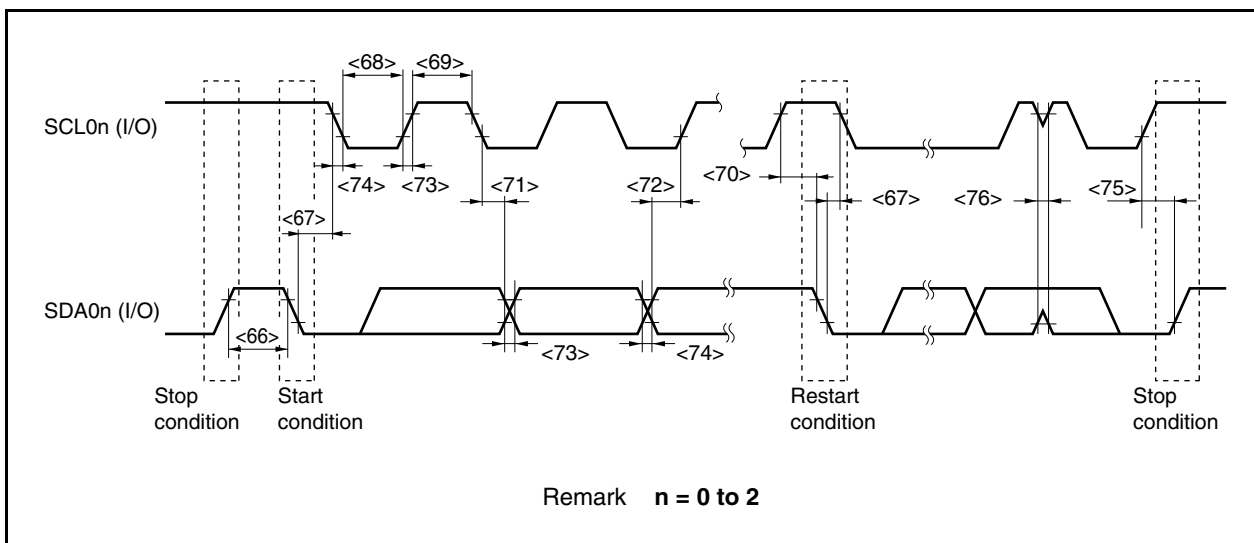 <68> <69>
SCL0n (I/O)
<74> <73> <71> <72> <70> <67> <76> <75>
<67>
SDA0n (I/O)
<66> <73> <74>
Stop condition
Start condition
Restart condition
Stop condition
Remark n = 0 to 2